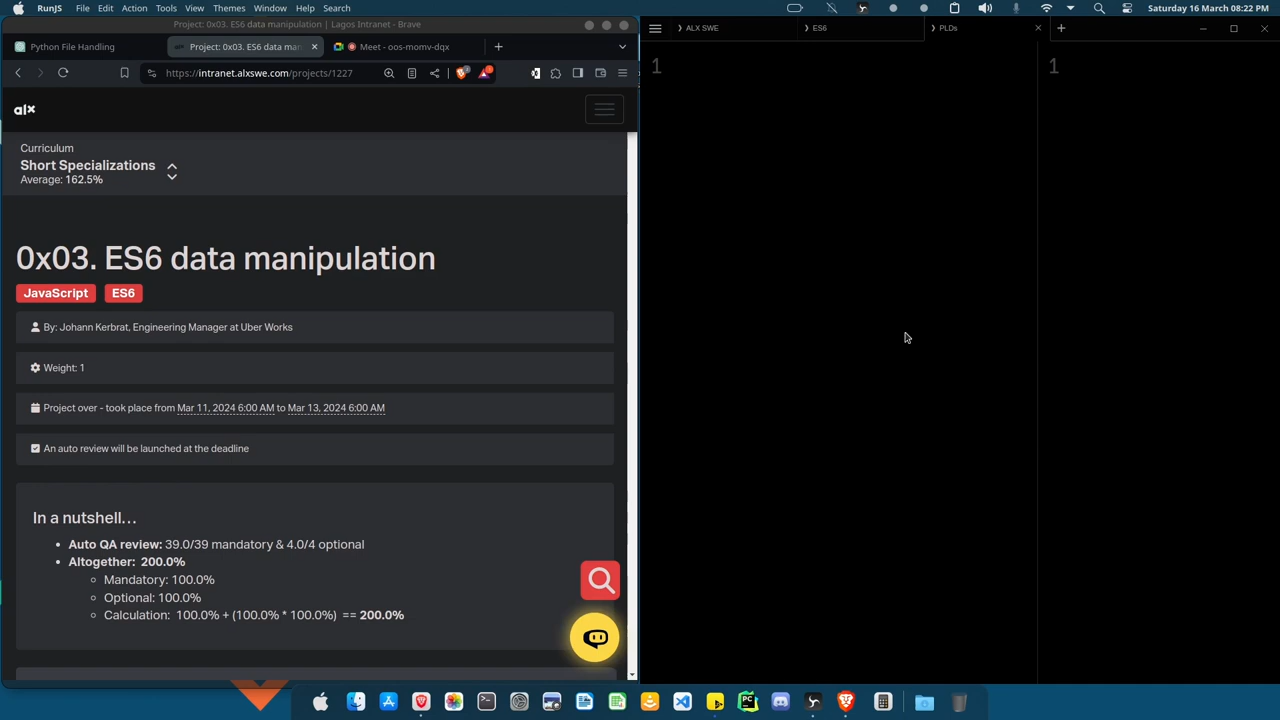 RunJS File Edit Action Tools View Themes Window Help Search
Saturday 16 March 08:22 PM
Project: 0x03. ES6 data manipulation | Lagos Intranet - Brave
Python File Handling
Project: 0x03. ES6 data man
Meet - oos-momv-dqx
https://intranet.alxswe.com/projects/1227
ALX SWE
ES6
PLDs
1
1
alx
Curriculum
Short Specializations
Average: 162.5%
0x03. ES6 data manipulation
JavaScript ES6
By: Johann Kerbrat, Engineering Manager at Uber Works
Weight: 1
Project over - took place from Mar 11, 2024 6:00 AM to Mar 13, 2024 6:00 AM
An auto review will be launched at the deadline
In a nutshell…
Auto QA review: 39.0/39 mandatory & 4.0/4 optional
Altogether: 200.0%
Mandatory: 100.0%
Optional: 100.0%
Calculation: 100.0% + (100.0% * 100.0%) == 200.0%
PC